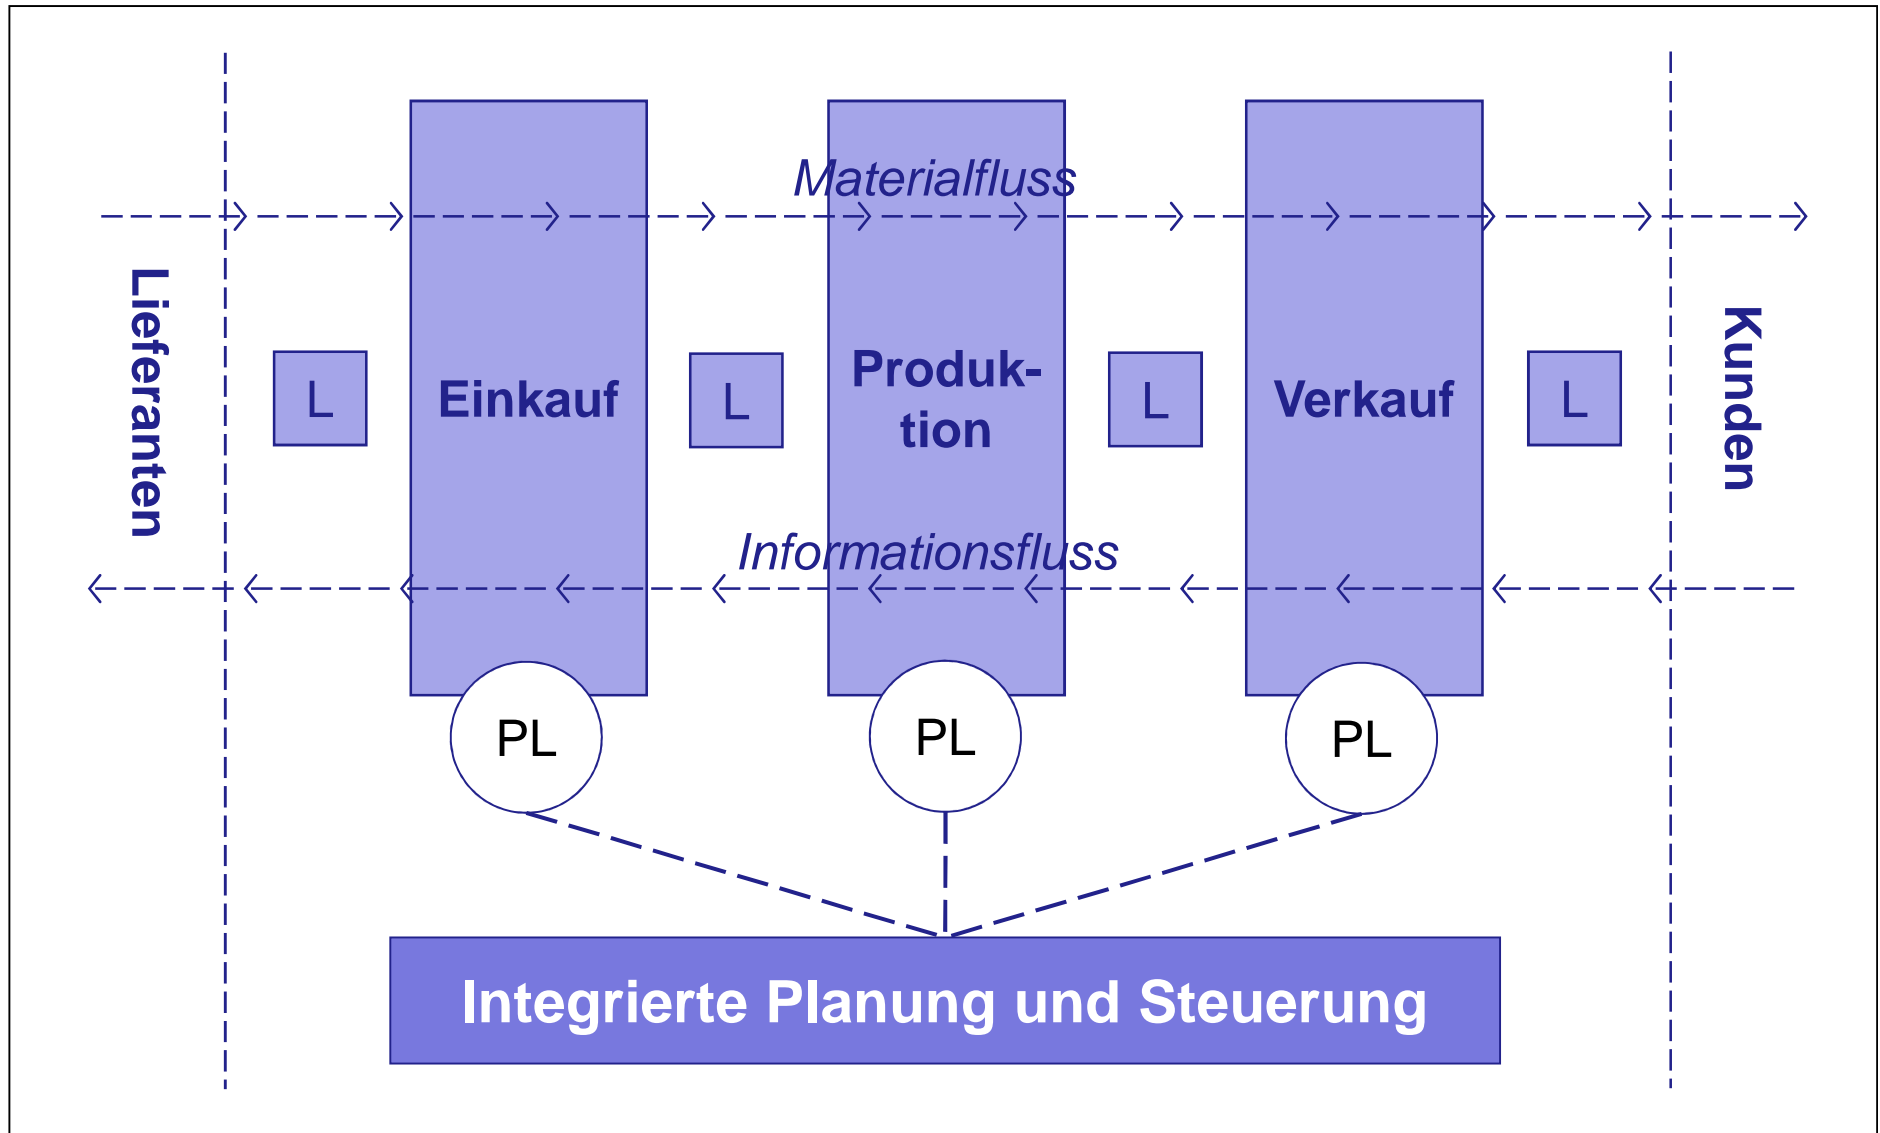 Materialfluss
Lieferanten
L
Einkauf
L
Produk-
tion
L
Verkauf
L
Kunden
Informationsfluss
PL
PL
PL
Integrierte Planung und Steuerung